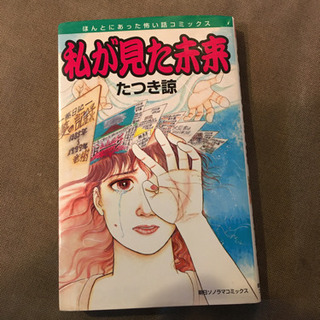 ほんとにあった怖い話コミックス
私が見た未来
たつき諒
朝日ソノラマコミックス